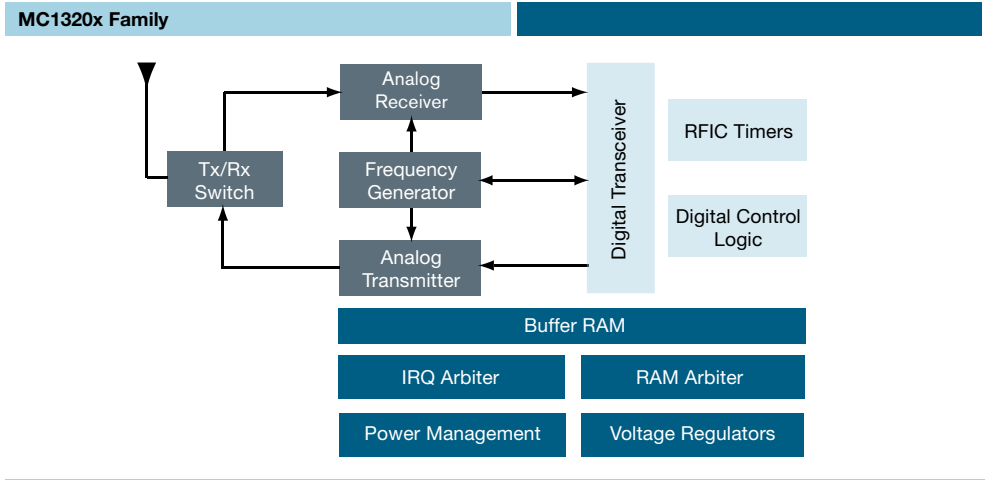 MC1320x Family
Analog
Receiver
Digital Transceiver
RFIC Timers
Tx/Rx
Switch
Frequency
Generator
Digital Control
Logic
Analog
Transmitter
Buffer RAM
IRQ Arbiter
RAM Arbiter
Power Management
Voltage Regulators